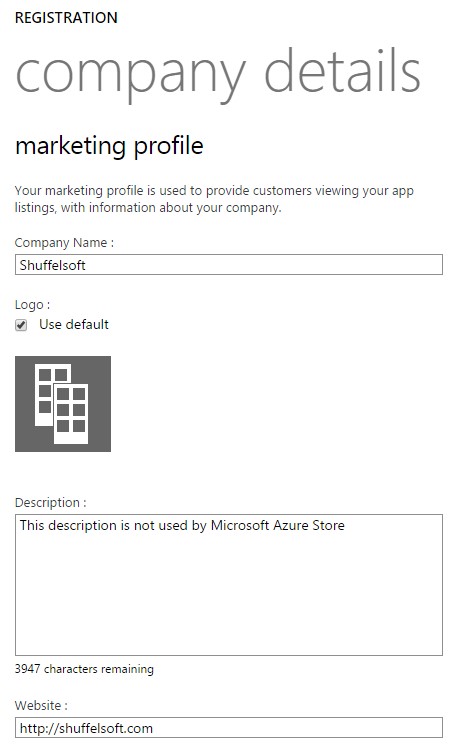 REGISTRATION
company details
marketing profile
Your marketing profile is used to provide customers viewing your app
listings, with information about your company.
Company Name :
Shuffelsoft
Logo :
Use default
Description :
This description is not used by Microsoft Azure Store
3947 characters remaining
Website :
http://shuffelsoft.com